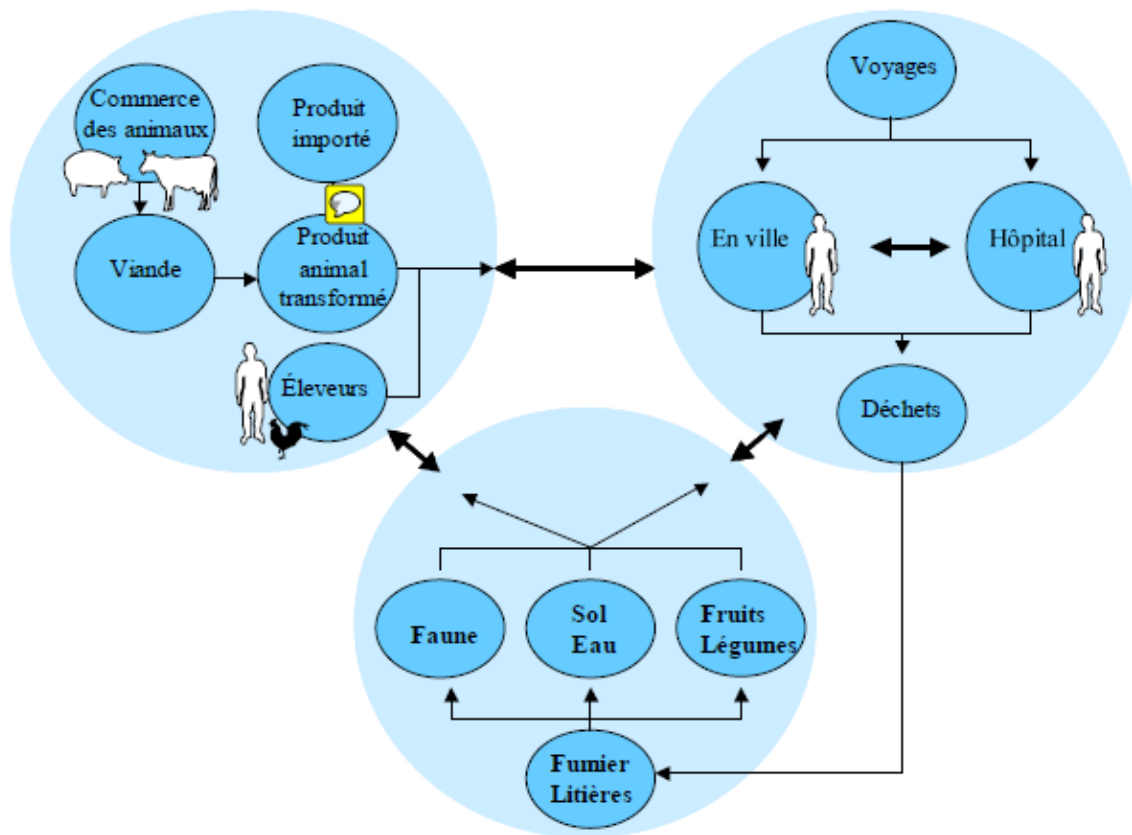 Commerce
des animaux
Produit
importé
Viande
Produit
animal
transformé
Éleveurs
Voyages
En ville
Hôpital
Déchets
Faune
Sol
Eau
Fruits
Légumes
Fumier
Litières